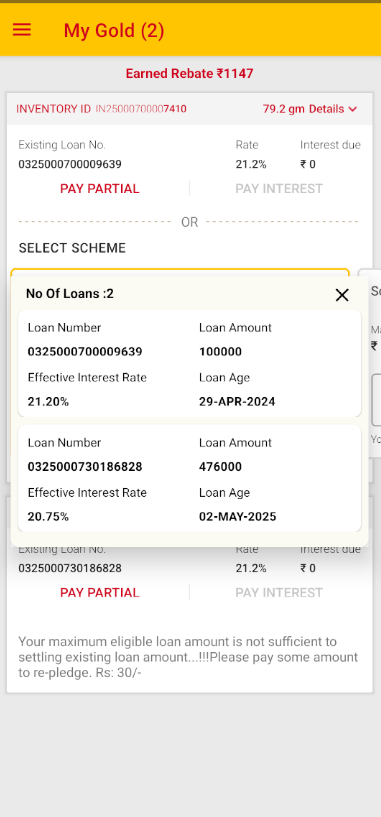 My Gold (2)
Earned Rebate ₹1147
INVENTORY ID IN2500070007410 79.2 gm Details
Existing Loan No. Rate Interest due
0325000700009639 21.2% ₹ 0
PAY PARTIAL PAY INTEREST
OR
SELECT SCHEME
No Of Loans :2
Loan Number Loan Amount
0325000700009639 100000
Effective Interest Rate Loan Age
21.20% 29-APR-2024
Loan Number Loan Amount
0325000730186828 476000
Effective Interest Rate Loan Age
20.75% 02-MAY-2025
₹
Existing Loan No. Rate Interest due
0325000730186828 21.2% ₹ 0
PAY PARTIAL PAY INTEREST
Your maximum eligible loan amount is not sufficient to
settling existing loan amount...!!!Please pay some amount
to re-pledge. Rs: 30/-